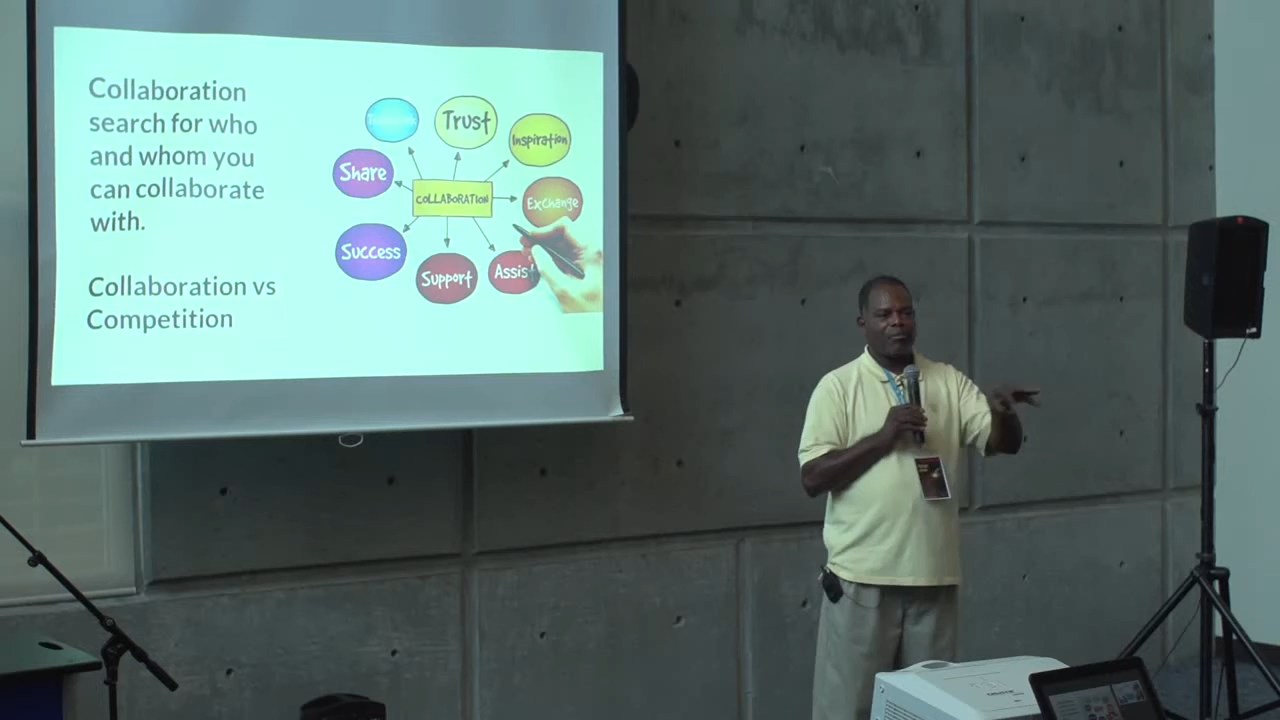 Collaboration
search for who
and whom you
can collaborate
with.
Collaboration vs
Competition
Trust
Inspiration
Share
COLLABORATION
Exchange
Success
Support
Assist